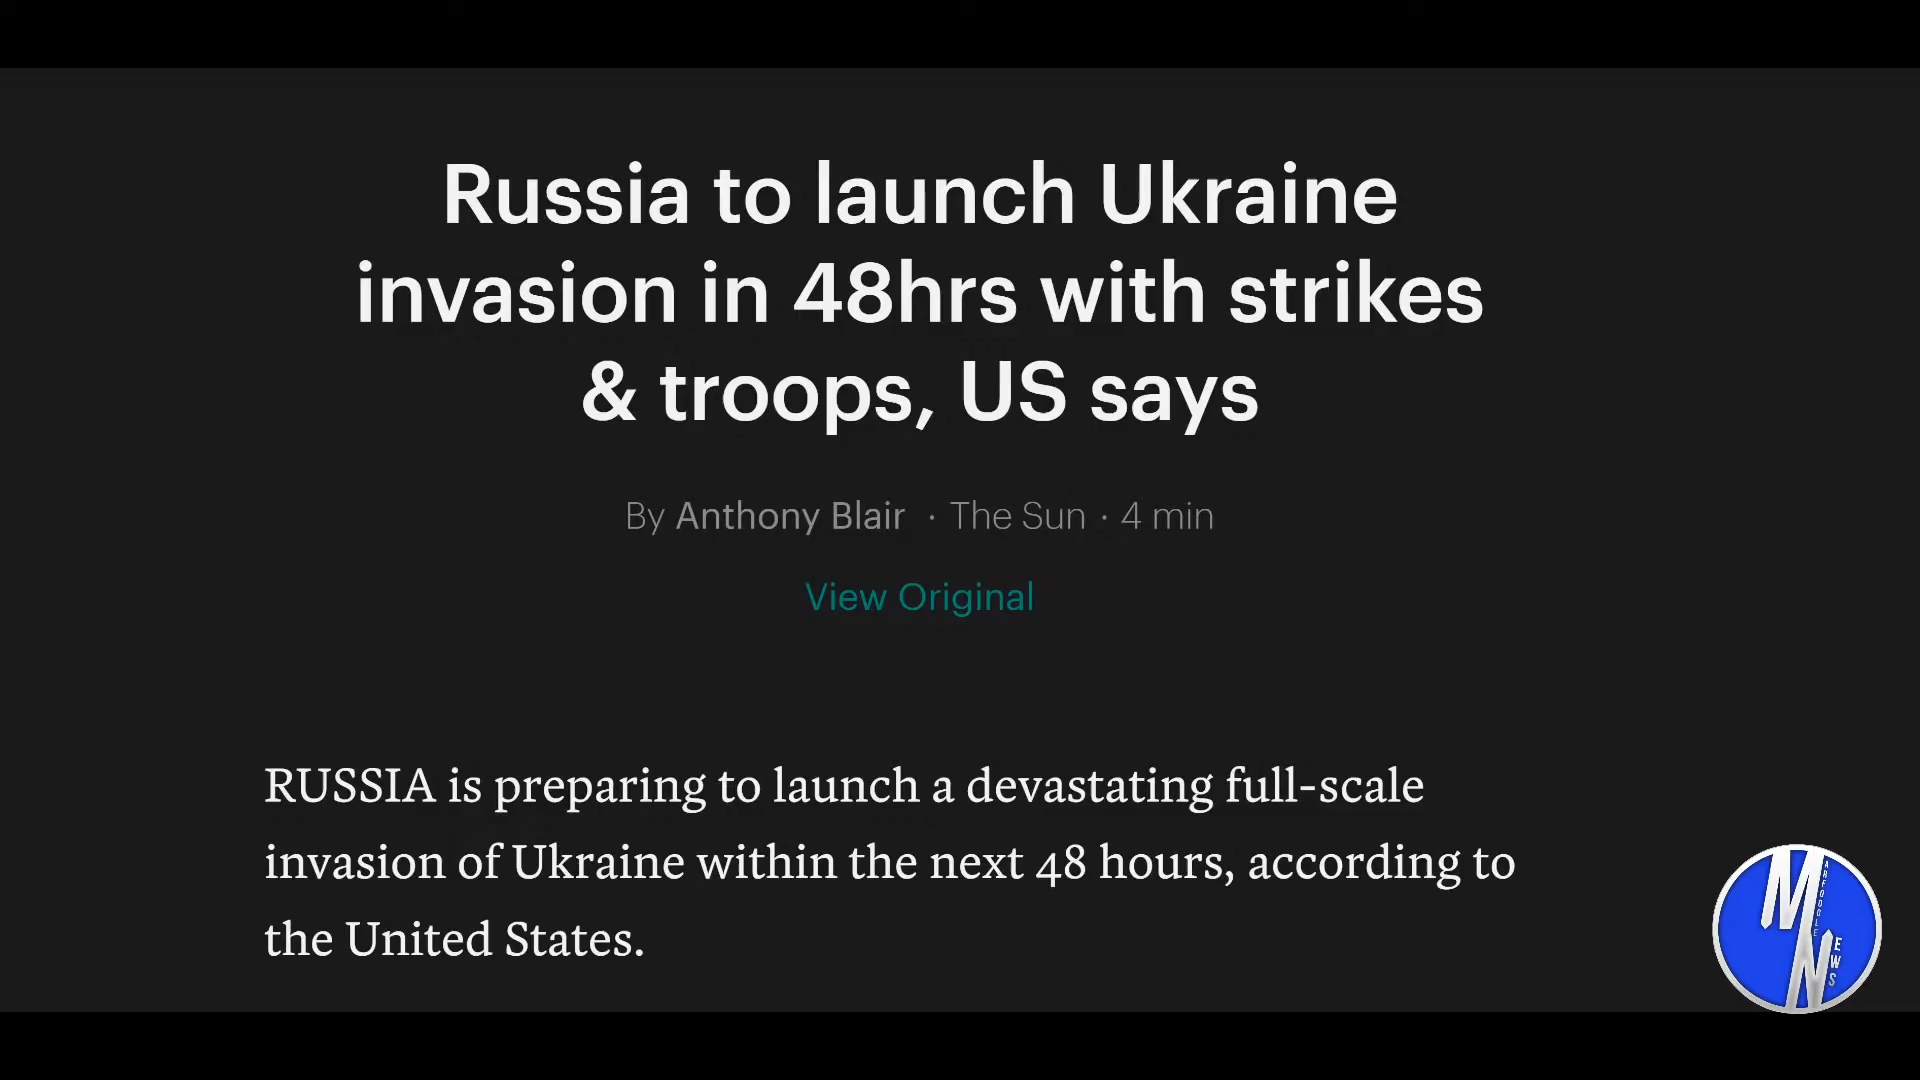 Russia to launch Ukraine
invasion in 48hrs with strikes
& troops, US says
By Anthony Blair · The Sun · 4 min
View Original
RUSSIA is preparing to launch a devastating full-scale
invasion of Ukraine within the next 48 hours, according to
the United States.
MARFOOGLE
NEWS